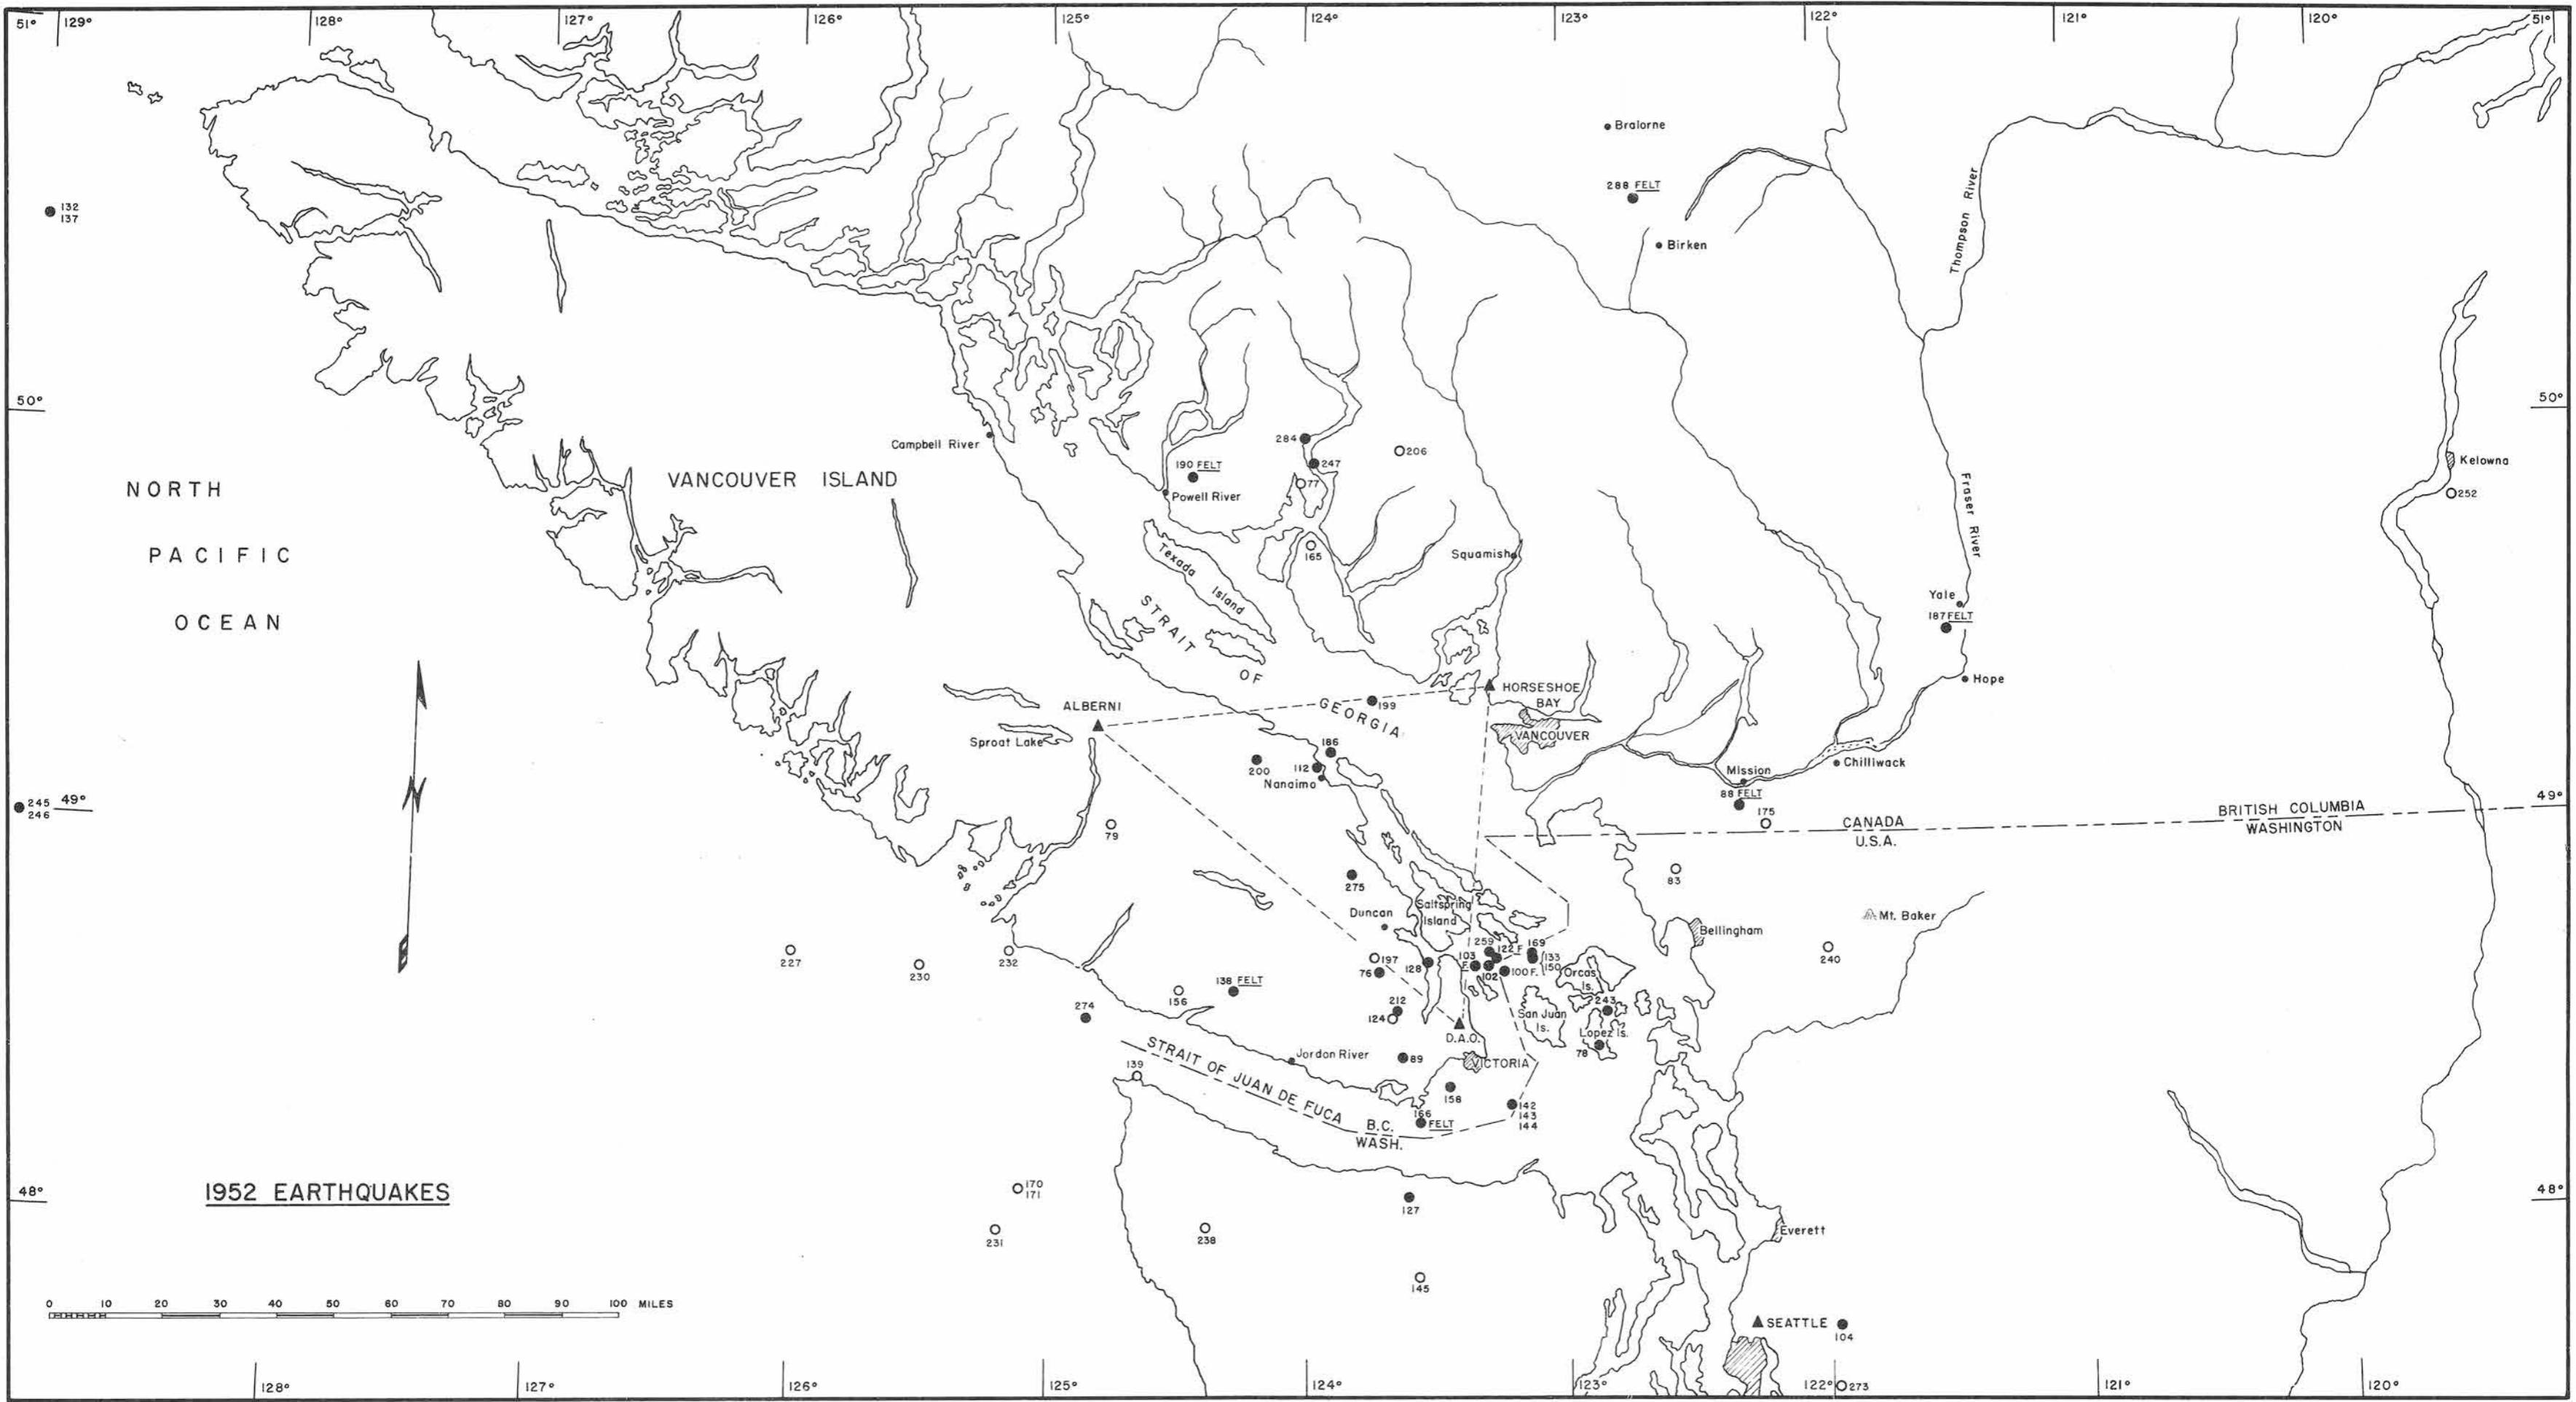 51° 129° 128° 127° 126° 125° 124° 123° 122° 121° 120° 51°
Bralorne
288 FELT
132
137
Birken
Thompson River
50° 50°
Campbell River
284
206
190 FELT
247
Kelowna
77
Powell River
252
VANCOUVER ISLAND
NORTH
PACIFIC
OCEAN
Fraser River
165
Squamish
Texada Island
Yale
187 FELT
STRAIT
OF
GEORGIA
Hope
HORSESHOE
BAY
199
ALBERNI
VANCOUVER
Sproat Lake
186
200
112
Nanaimo
Chilliwack
Mission
88 FELT
245
246
49° 49°
175
79
BRITISH COLUMBIA
WASHINGTON
CANADA
U.S.A.
83
275
Saltspring
Island
Duncan
Mt. Baker
Bellingham
227
230
232
259
122 F
169
240
197
76
128
103
F.
102
100 F.
133
150
Orcas
Is.
138 FELT
156
274
212
124
243
San Juan
Is.
Lopez Is.
78
D.A.O.
VICTORIA
89
Jordon River
STRAIT OF JUAN DE FUCA
139
158
142
143
144
166
FELT
B.C.
WASH.
1952 EARTHQUAKES
48° 48°
170
171
127
231
238
Everett
145
0 10 20 30 40 50 60 70 80 90 100 MILES
SEATTLE
104
128° 127° 126° 125° 124° 123° 122° 273 121° 120°
N